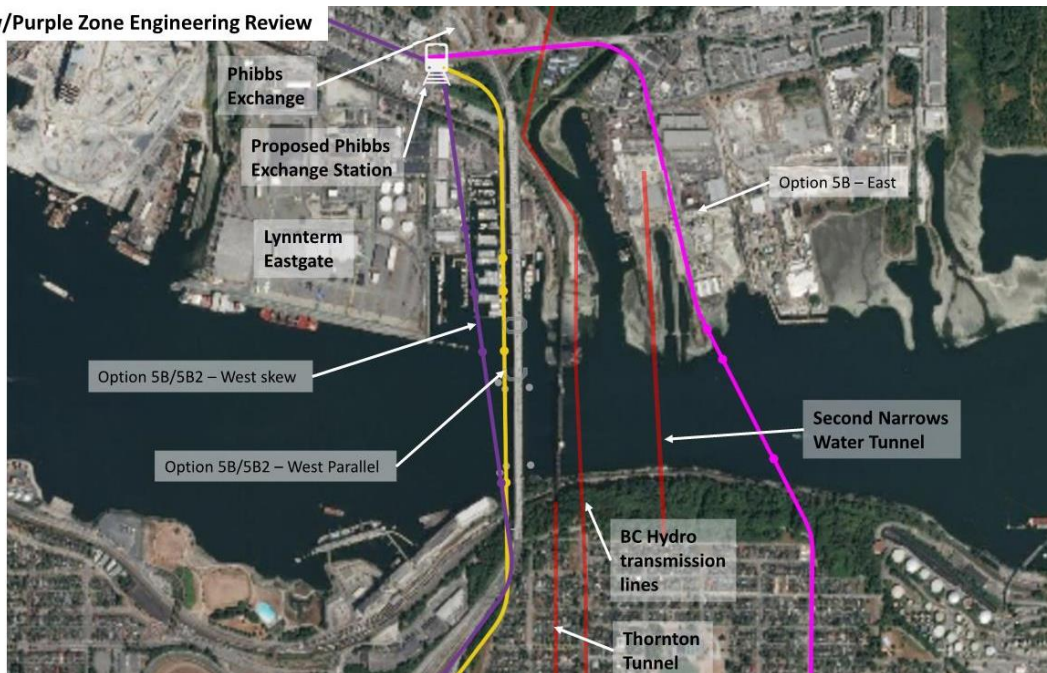 /Purple Zone Engineering Review
Phibbs
Exchange
Proposed Phibbs
Exchange Station
Option 5B – East
Lynnterm
Eastgate
Option 5B/5B2 – West skew
Second Narrows
Water Tunnel
Option 5B/5B2 – West Parallel
BC Hydro
transmission
lines
Thornton
Tunnel